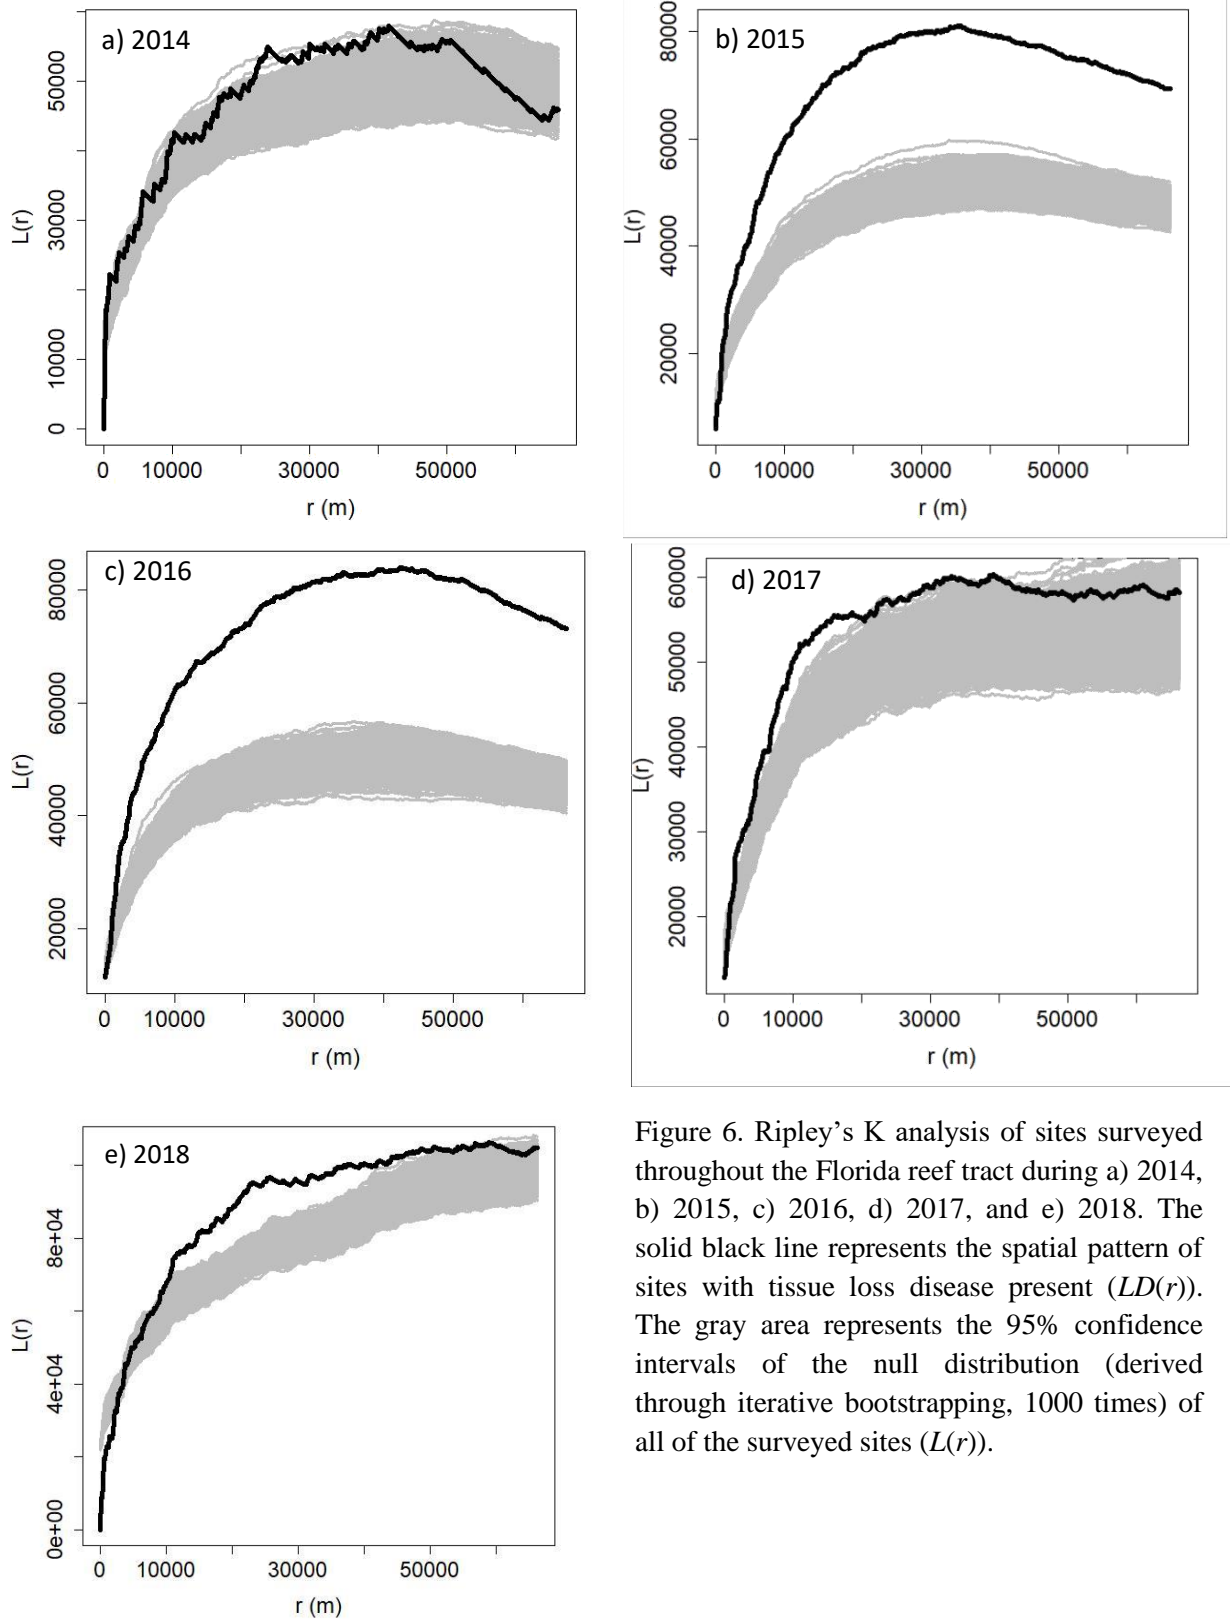 a) 2014
50000
30000
10000
0
L(r)
0 10000 30000 50000
r (m)
b) 2015
80000
60000
40000
20000
L(r)
0 10000 30000 50000
r (m)
c) 2016
80000
60000
40000
20000
L(r)
0 10000 30000 50000
r (m)
d) 2017
60000
50000
40000
30000
20000
L(r)
0 10000 30000 50000
r (m)
e) 2018
8e+04
4e+04
0e+00
L(r)
0 10000 30000 50000
r (m)
Figure 6. Ripley’s K analysis of sites surveyed
throughout the Florida reef tract during a) 2014,
b) 2015, c) 2016, d) 2017, and e) 2018. The
solid black line represents the spatial pattern of
sites with tissue loss disease present (LD(r)).
The gray area represents the 95% confidence
intervals of the null distribution (derived
through iterative bootstrapping, 1000 times) of
all of the surveyed sites (L(r)).